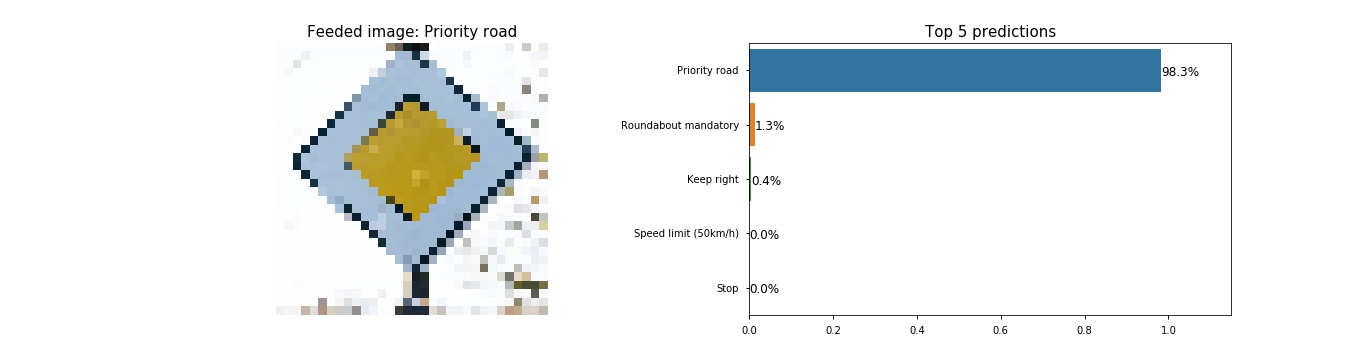 Feeded image: Priority road
Top 5 predictions
Priority road
98.3%
Roundabout mandatory
1.3%
Keep right
0.4%
Speed limit (50km/h)
0.0%
Stop
0.0%
0.0 0.2 0.4 0.6 0.8 1.0